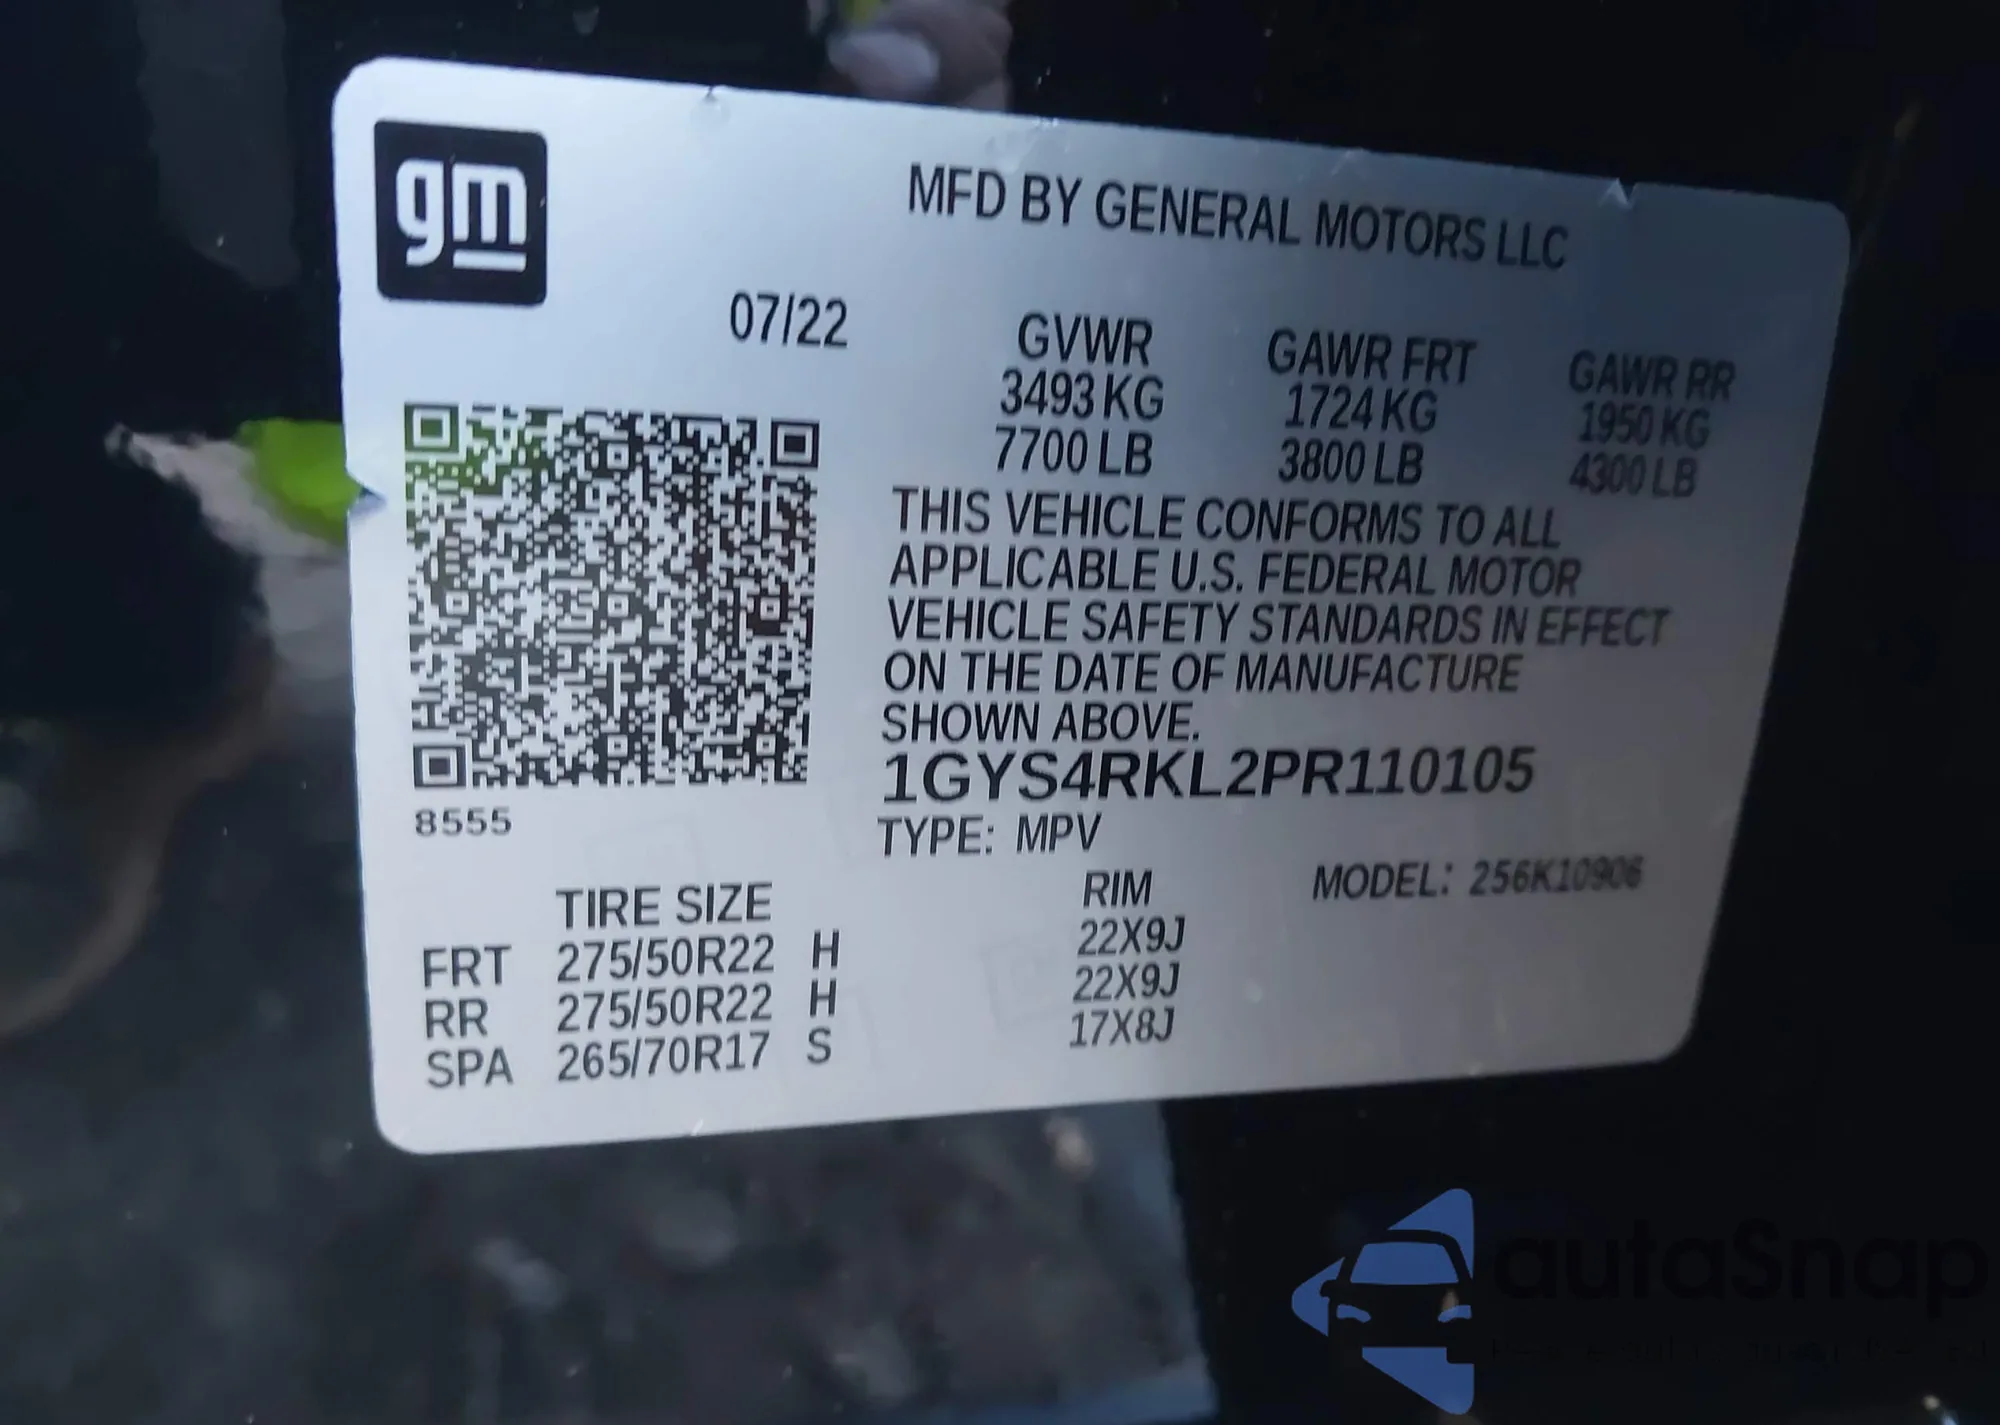 gm
MFD BY GENERAL MOTORS LLC
07/22
GVWR GAWR FRT GAWR RR
3493 KG 1724 KG 1950 KG
7700 LB 3800 LB 4300 LB
THIS VEHICLE CONFORMS TO ALL
APPLICABLE U.S. FEDERAL MOTOR
VEHICLE SAFETY STANDARDS IN EFFECT
ON THE DATE OF MANUFACTURE
SHOWN ABOVE.
1GYS4RKL2PR110105
8555
TYPE: MPV
MODEL: 256K10906
TIRE SIZE RIM
FRT 275/50R22 H 22X9J
RR 275/50R22 H 22X9J
SPA 265/70R17 S 17X8J
autoSnap